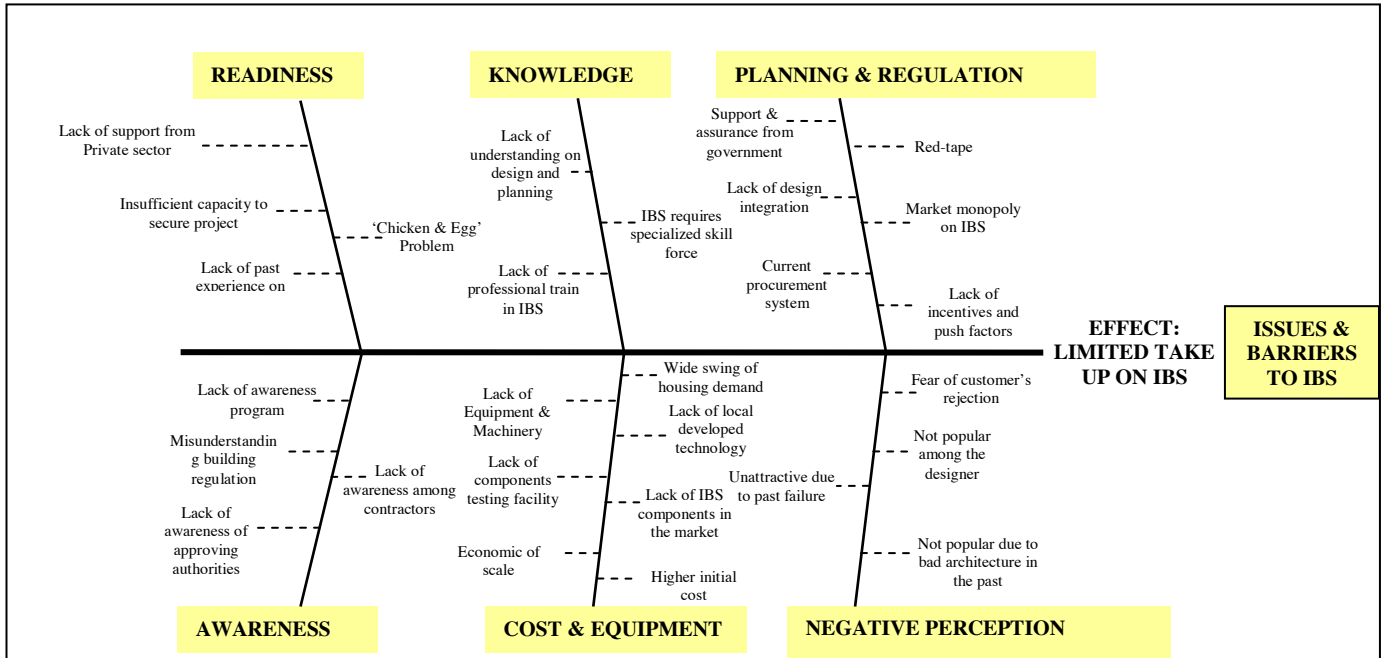 READINESS
KNOWLEDGE
PLANNING & REGULATION
Lack of support from
Private sector
Insufficient capacity to
secure project
‘Chicken & Egg’
Problem
Lack of past
experience on
Lack of
understanding on
design and
planning
IBS requires
specialized skill
force
Lack of
professional train
in IBS
Support &
assurance from
government
Red-tape
Lack of design
integration
Market monopoly
on IBS
Current
procurement
system
Lack of
incentives and
push factors
EFFECT:
LIMITED TAKE
UP ON IBS
ISSUES &
BARRIERS
TO IBS
Lack of awareness
program
Misunderstandin
g building
regulation
Lack of
awareness among
contractors
Lack of
awareness of
approving
authorities
Wide swing of
housing demand
Lack of
Equipment &
Machinery
Lack of local
developed
technology
Lack of
components
testing facility
Lack of IBS
components in
the market
Economic of
scale
Higher initial
cost
Fear of customer’s
rejection
Not popular
among the
designer
Unattractive due
to past failure
Not popular due to
bad architecture in
the past
AWARENESS
COST & EQUIPMENT
NEGATIVE PERCEPTION